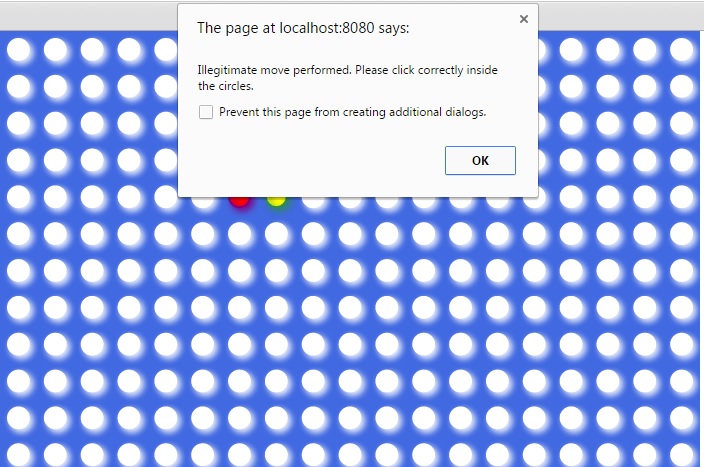 The page at localhost:8080 says:
Illegitimate move performed. Please click correctly inside
the circles.
Prevent this page from creating additional dialogs.
OK